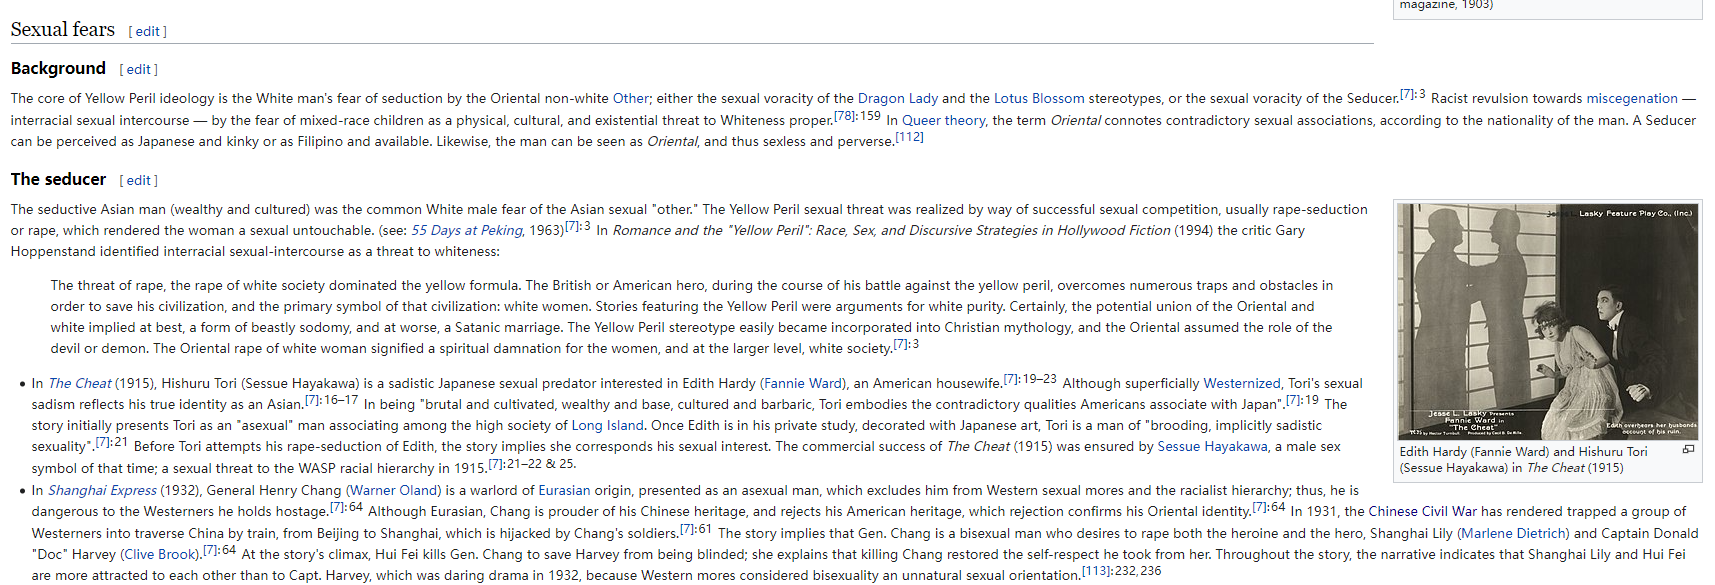 magazine, 1903)
Sexual fears [ edit ]
Background [ edit ]
The core of Yellow Peril ideology is the White man's fear of seduction by the Oriental non-white Other; either the sexual voracity of the Dragon Lady and the Lotus Blossom stereotypes, or the sexual voracity of the Seducer.[7]:3 Racist revulsion towards miscegenation —
interracial sexual intercourse — by the fear of mixed-race children as a physical, cultural, and existential threat to Whiteness proper.[78]:159 In Queer theory, the term Oriental connotes contradictory sexual associations, according to the nationality of the man. A Seducer
can be perceived as Japanese and kinky or as Filipino and available. Likewise, the man can be seen as Oriental, and thus sexless and perverse.[112]
The seducer [ edit ]
The seductive Asian man (wealthy and cultured) was the common White male fear of the Asian sexual "other." The Yellow Peril sexual threat was realized by way of successful sexual competition, usually rape-seduction
or rape, which rendered the woman a sexual untouchable. (see: 55 Days at Peking, 1963)[7]:3 In Romance and the "Yellow Peril": Race, Sex, and Discursive Strategies in Hollywood Fiction (1994) the critic Gary
Hoppenstand identified interracial sexual-intercourse as a threat to whiteness:
The threat of rape, the rape of white society dominated the yellow formula. The British or American hero, during the course of his battle against the yellow peril, overcomes numerous traps and obstacles in
order to save his civilization, and the primary symbol of that civilization: white women. Stories featuring the Yellow Peril were arguments for white purity. Certainly, the potential union of the Oriental and
white implied at best, a form of beastly sodomy, and at worse, a Satanic marriage. The Yellow Peril stereotype easily became incorporated into Christian mythology, and the Oriental assumed the role of the
devil or demon. The Oriental rape of white woman signified a spiritual damnation for the women, and at the larger level, white society.[7]:3
• In The Cheat (1915), Hishuru Tori (Sessue Hayakawa) is a sadistic Japanese sexual predator interested in Edith Hardy (Fannie Ward), an American housewife.[7]:19–23 Although superficially Westernized, Tori's sexual
sadism reflects his true identity as an Asian.[7]:16–17 In being "brutal and cultivated, wealthy and base, cultured and barbaric, Tori embodies the contradictory qualities Americans associate with Japan".[7]:19 The
story initially presents Tori as an "asexual" man associating among the high society of Long Island. Once Edith is in his private study, decorated with Japanese art, Tori is a man of "brooding, implicitly sadistic
sexuality".[7]:21 Before Tori attempts his rape-seduction of Edith, the story implies she corresponds his sexual interest. The commercial success of The Cheat (1915) was ensured by Sessue Hayakawa, a male sex
symbol of that time; a sexual threat to the WASP racial hierarchy in 1915.[7]:21–22 & 25.
• In Shanghai Express (1932), General Henry Chang (Warner Oland) is a warlord of Eurasian origin, presented as an asexual man, which excludes him from Western sexual mores and the racialist hierarchy; thus, he is
dangerous to the Westerners he holds hostage.[7]:64 Although Eurasian, Chang is prouder of his Chinese heritage, and rejects his American heritage, which rejection confirms his Oriental identity.[7]:64 In 1931, the Chinese Civil War has rendered trapped a group of
Westerners into traverse China by train, from Beijing to Shanghai, which is hijacked by Chang's soldiers.[7]:61 The story implies that Gen. Chang is a bisexual man who desires to rape both the heroine and the hero, Shanghai Lily (Marlene Dietrich) and Captain Donald
"Doc" Harvey (Clive Brook).[7]:64 At the story's climax, Hui Fei kills Gen. Chang to save Harvey from being blinded; she explains that killing Chang restored the self-respect he took from her. Throughout the story, the narrative indicates that Shanghai Lily and Hui Fei
are more attracted to each other than to Capt. Harvey, which was daring drama in 1932, because Western mores considered bisexuality an unnatural sexual orientation.[113]:232,236
Lasky Feature Play Co., (Inc.)
Jesse L. Lasky Presents
Fannie Ward in
"The Cheat"
Produced by Cecil B. De Mille.
Edith overhears her husbands
account of his ruin.
Edith Hardy (Fannie Ward) and Hishuru Tori
(Sessue Hayakawa) in The Cheat (1915)